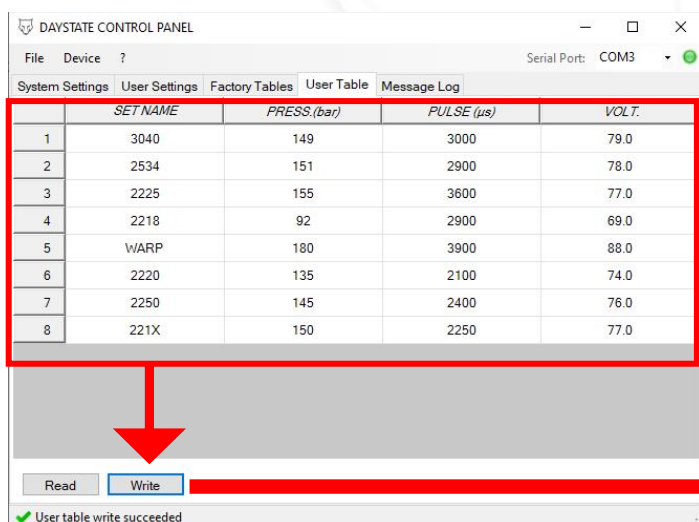 DAYSTATE CONTROL PANEL
File Device ? Serial Port: COM3
System Settings User Settings Factory Tables User Table Message Log
SET NAME PRESS.(bar) PULSE (µs) VOLT.
1 3040 149 3000 79.0
2 2534 151 2900 78.0
3 2225 155 3600 77.0
4 2218 92 2900 69.0
5 WARP 180 3900 88.0
6 2220 135 2100 74.0
7 2250 145 2400 76.0
8 221X 150 2250 77.0
Read Write
User table write succeeded